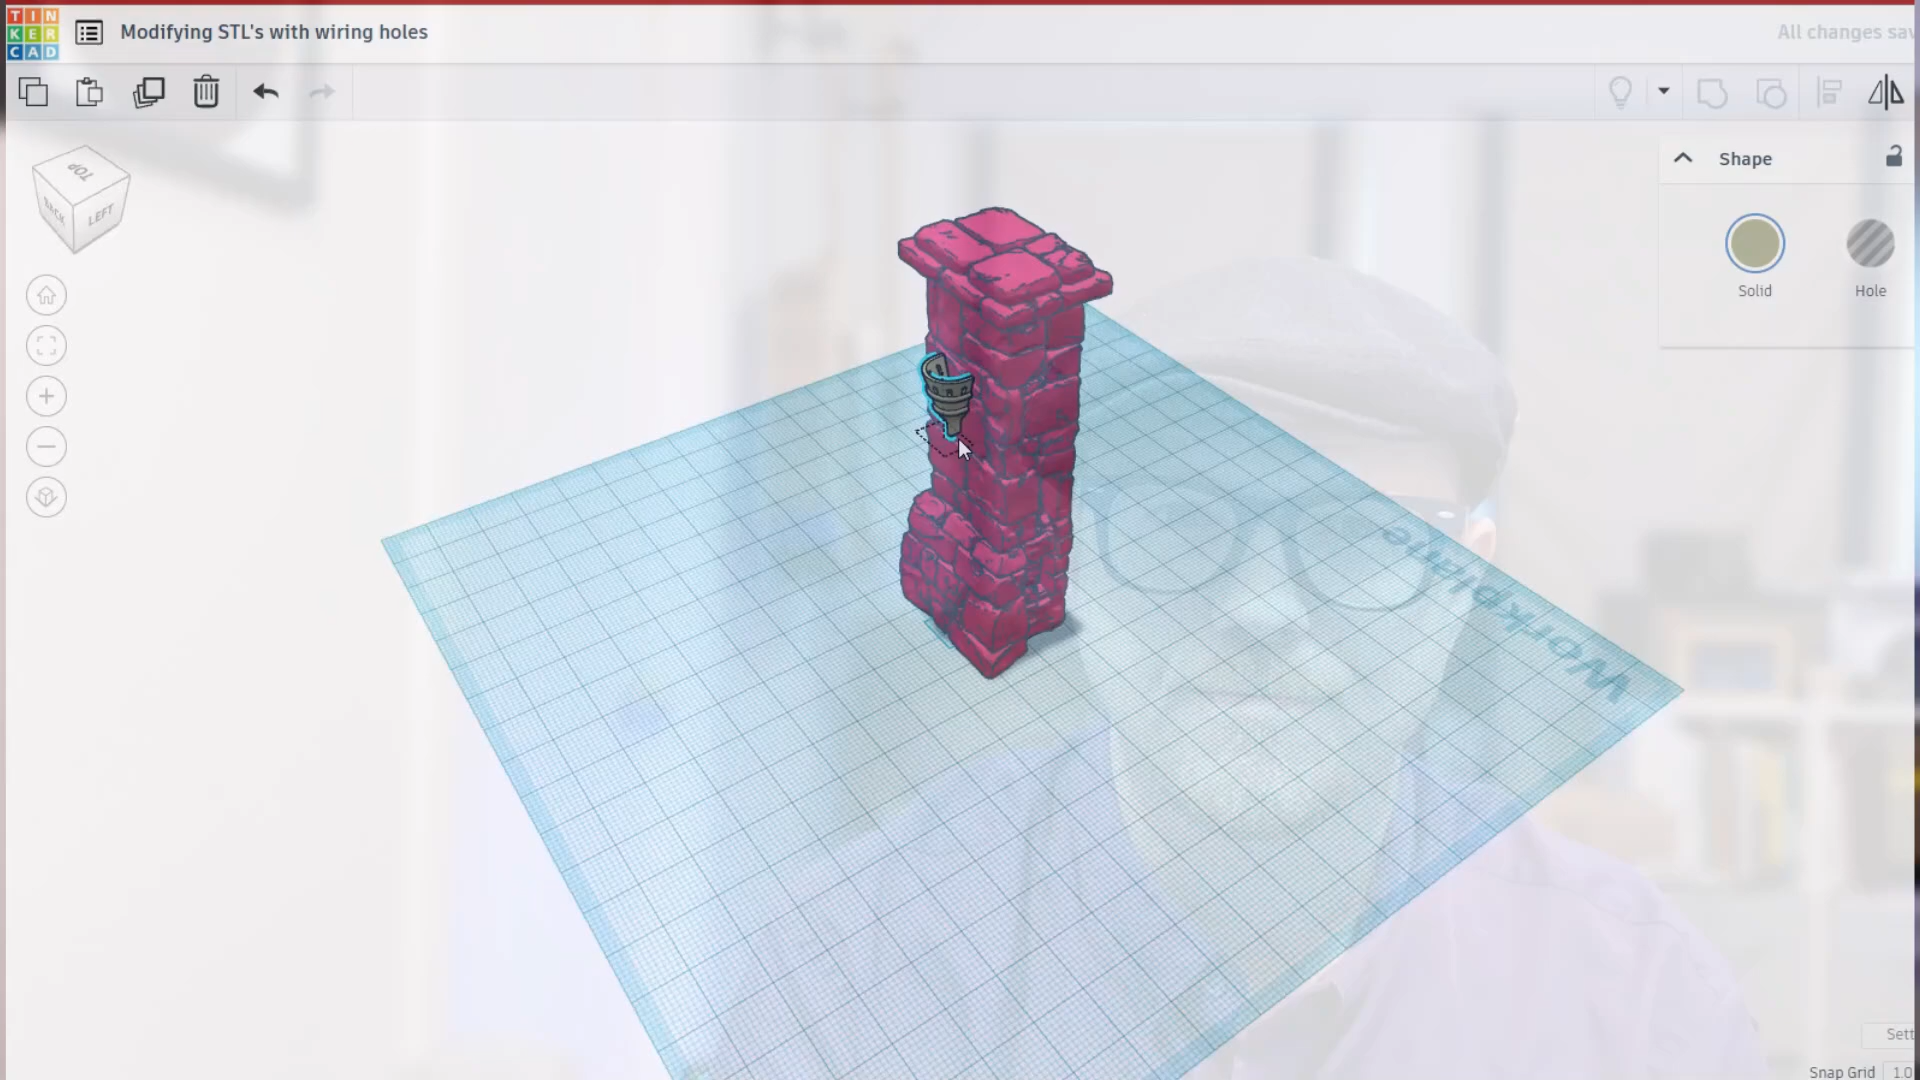 TIN
KER
CAD
Modifying STL's with wiring holes
All changes sav
TOP
BACK
LEFT
Shape
Solid
Hole
Workplane
Sett
Snap Grid
1.0